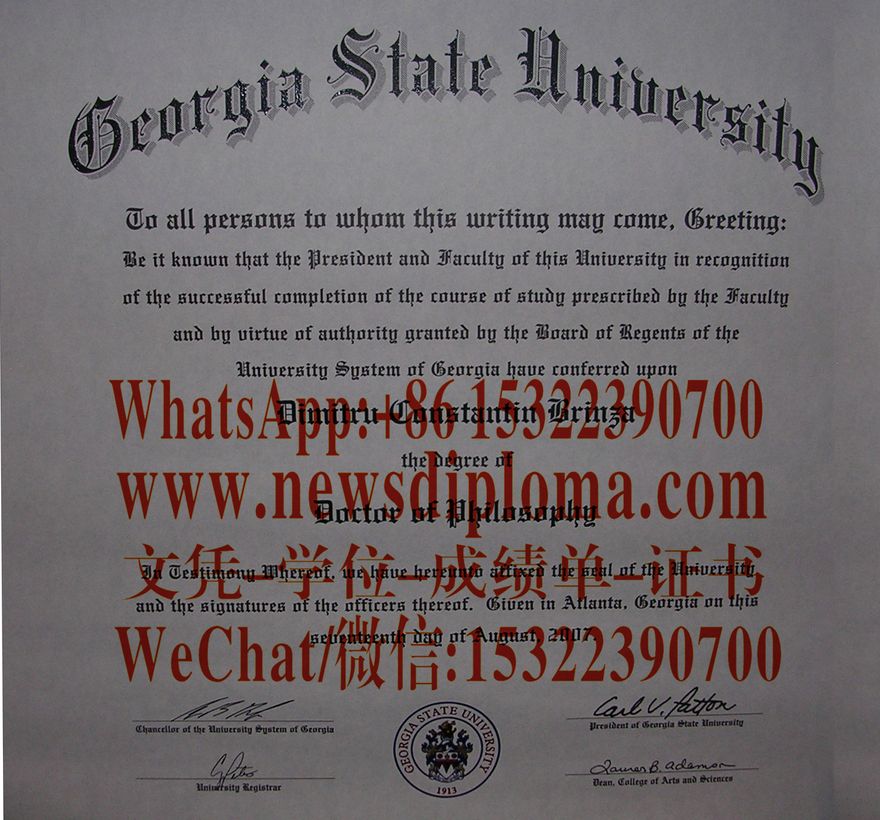 Georgia State University
To all persons to whom this writing may come, Greeting:
Be it known that the President and Faculty of this University in recognition
of the successful completion of the course of study prescribed by the Faculty
and by virtue of authority granted by the Board of Regents of the
University System of Georgia have conferred upon
WhatsApp:+86 15322390700
Dimitru Constantin Brinza
the degree of
www.newsdiploma.com
Doctor of Philosophy
文凭-学位-成绩单-证书
In Testimony Whereof, we have hereunto affixed the seal of the University
and the signatures of the officers thereof. Given in Atlanta, Georgia on this
seventeenth day of August, 2007.
WeChat/微信:15322390700
Carl V. Patton
Chancellor of the University System of Georgia
President of Georgia State University
GEORGIA STATE UNIVERSITY
1913
Lauren B. Adamson
University Registrar
Dean, College of Arts and Sciences